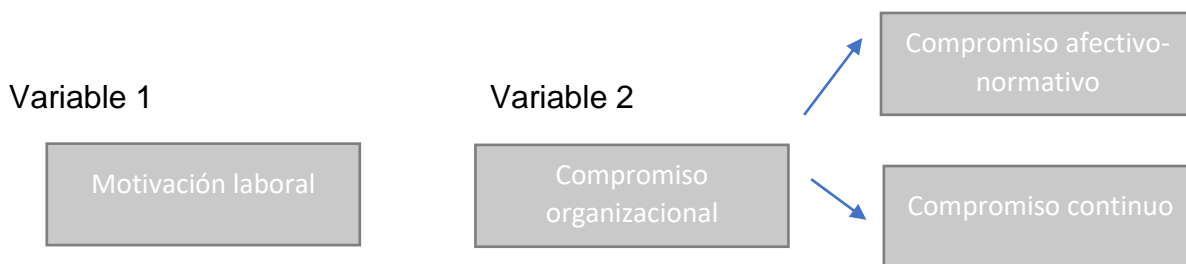 Variable 1
Motivación laboral
Variable 2
Compromiso
organizacional
Compromiso afectivo-
normativo
Compromiso continuo